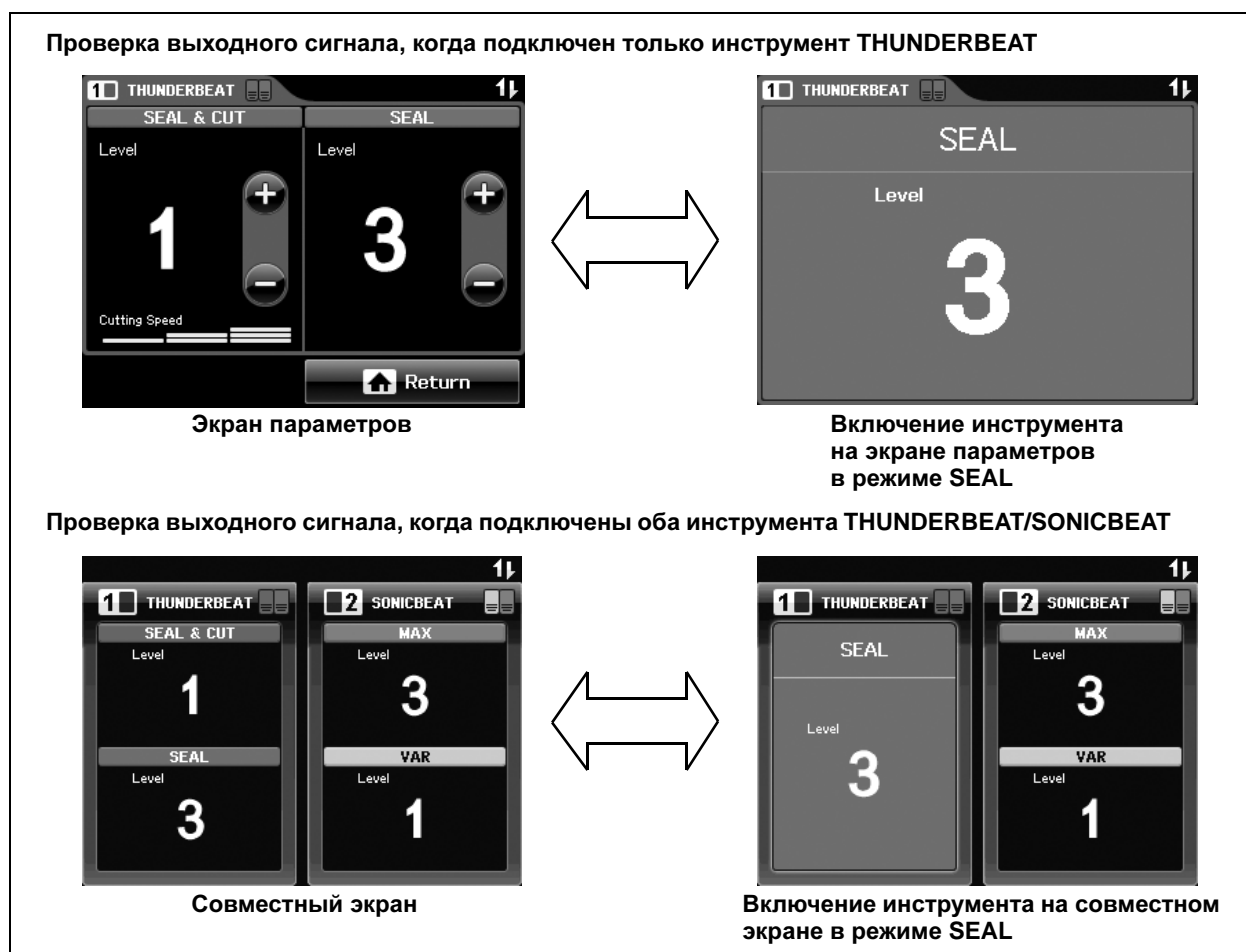 Проверка выходного сигнала, когда подключен только инструмент THUNDERBEAT
1 THUNDERBEAT
SEAL & CUT
SEAL
Level
Level
1
3
Cutting Speed
Return
Экран параметров
1 THUNDERBEAT
SEAL
Level
3
Включение инструмента
на экране параметров
в режиме SEAL
Проверка выходного сигнала, когда подключены оба инструмента THUNDERBEAT/SONICBEAT
1 THUNDERBEAT
SEAL & CUT
Level
1
SEAL
Level
3
2 SONICBEAT
MAX
Level
3
VAR
Level
1
Совместный экран
1 THUNDERBEAT
SEAL
Level
3
2 SONICBEAT
MAX
Level
3
VAR
Level
1
Включение инструмента на совместном
экране в режиме SEAL